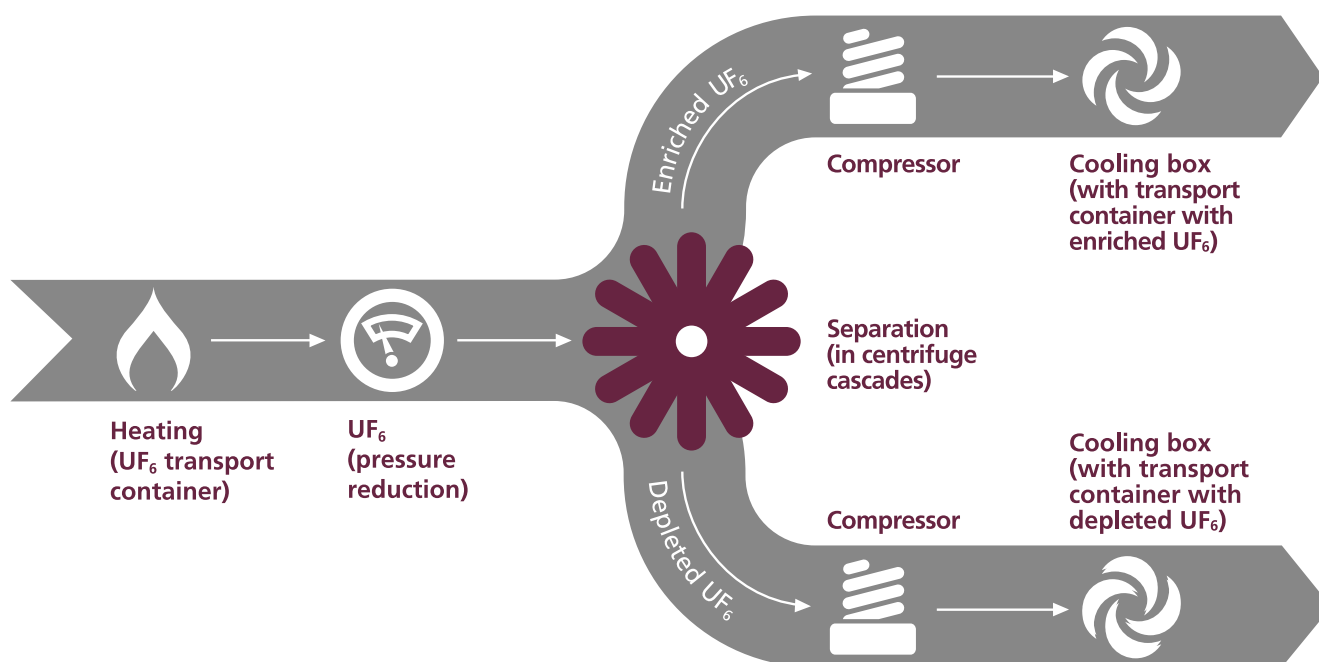 Enriched UF₆
Compressor
Cooling box
(with transport
container with
enriched UF₆)
Heating
(UF₆ transport
container)
UF₆
(pressure
reduction)
Separation
(in centrifuge
cascades)
Depleted UF₆
Compressor
Cooling box
(with transport
container with
depleted UF₆)